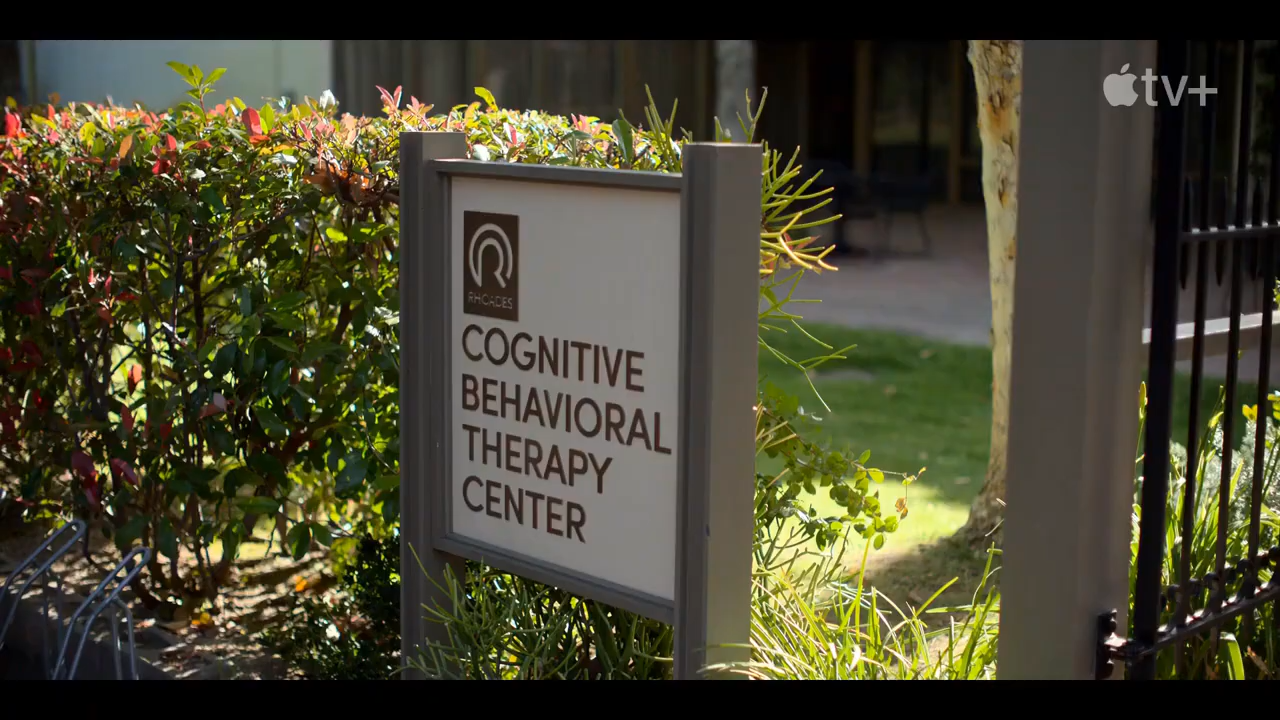 tv+
RHOADES
COGNITIVE
BEHAVIORAL
THERAPY
CENTER